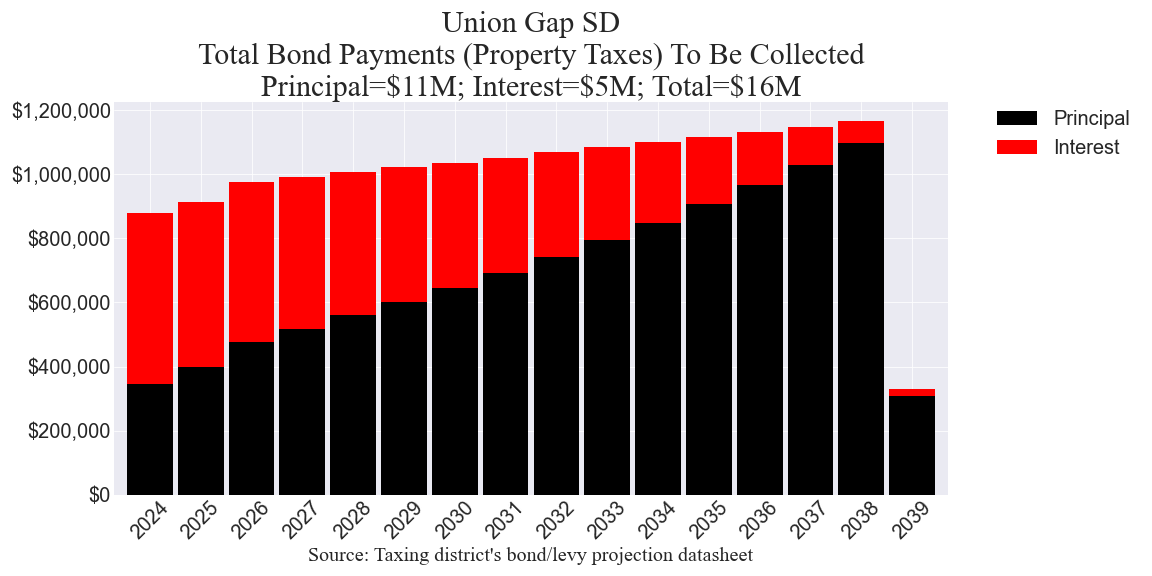 Union Gap SD
Total Bond Payments (Property Taxes) To Be Collected
Principal=$11M; Interest=$5M; Total=$16M
$1,200,000
$1,000,000
$800,000
$600,000
$400,000
$200,000
$0
Principal
Interest
2024 2025 2026 2027 2028 2029 2030 2031 2032 2033 2034 2035 2036 2037 2038 2039
Source: Taxing district's bond/levy projection datasheet